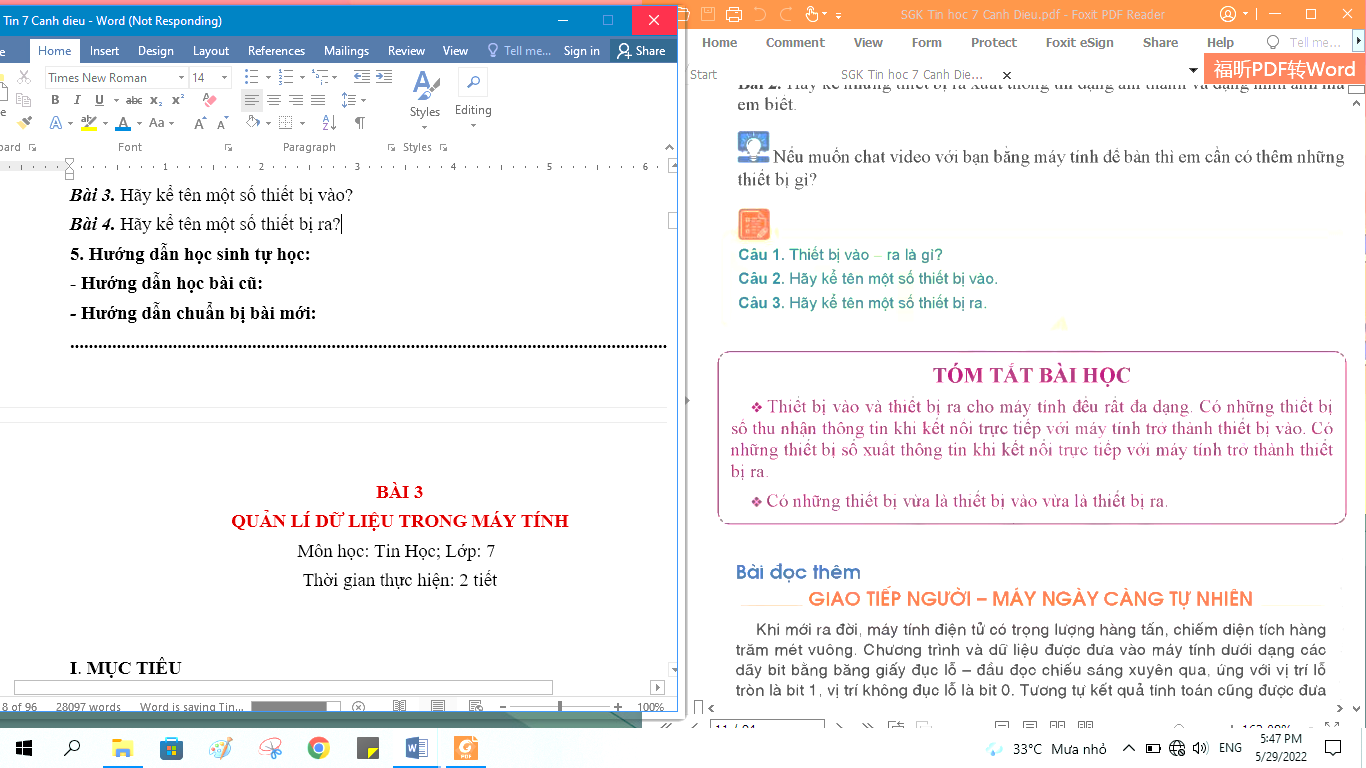 Tin 7 Canh dieu - Word (Not Responding)
Home Insert Design Layout References Mailings Review View Tell me... Sign in Share
Times New Roman 14
Styles Editing
Font Paragraph Styles
1 2 3 4 5 6
Bài 3. Hãy kể tên một số thiết bị vào?
Bài 4. Hãy kể tên một số thiết bị ra?
5. Hướng dẫn học sinh tự học:
- Hướng dẫn học bài cũ:
- Hướng dẫn chuẩn bị bài mới:
BÀI 3
QUẢN LÍ DỮ LIỆU TRONG MÁY TÍNH
Môn học: Tin Học; Lớp: 7
Thời gian thực hiện: 2 tiết
I. MỤC TIÊU
8 of 96 28097 words Word is saving Tin... 100%
SGK Tin hoc 7 Canh Dieu.pdf - Foxit PDF Reader
Home Comment View Form Protect Foxit eSign Share Help Tell me...
Start SGK Tin hoc 7 Canh Die...
福昕PDF转Word
em biết.
Nếu muốn chat video với bạn bằng máy tính để bàn thì em cần có thêm những
thiết bị gì?
Câu 1. Thiết bị vào – ra là gì?
Câu 2. Hãy kể tên một số thiết bị vào.
Câu 3. Hãy kể tên một số thiết bị ra.
TÓM TẮT BÀI HỌC
❖ Thiết bị vào và thiết bị ra cho máy tính đều rất đa dạng. Có những thiết bị
số thu nhận thông tin khi kết nối trực tiếp với máy tính trở thành thiết bị vào. Có
những thiết bị số xuất thông tin khi kết nối trực tiếp với máy tính trở thành thiết
bị ra.
❖ Có những thiết bị vừa là thiết bị vào vừa là thiết bị ra.
Bài đọc thêm
GIAO TIẾP NGƯỜI – MÁY NGÀY CÀNG TỰ NHIÊN
Khi mới ra đời, máy tính điện tử có trọng lượng hàng tấn, chiếm diện tích hàng
trăm mét vuông. Chương trình và dữ liệu được đưa vào máy tính dưới dạng các
dãy bit bằng băng giấy đục lỗ – đầu đọc chiếu sáng xuyên qua, ứng với vị trí lỗ
tròn là bit 1, vị trí không đục lỗ là bit 0. Tương tự kết quả tính toán cũng được đưa
33°C Mưa nhỏ ENG 5:47 PM
5/29/2022